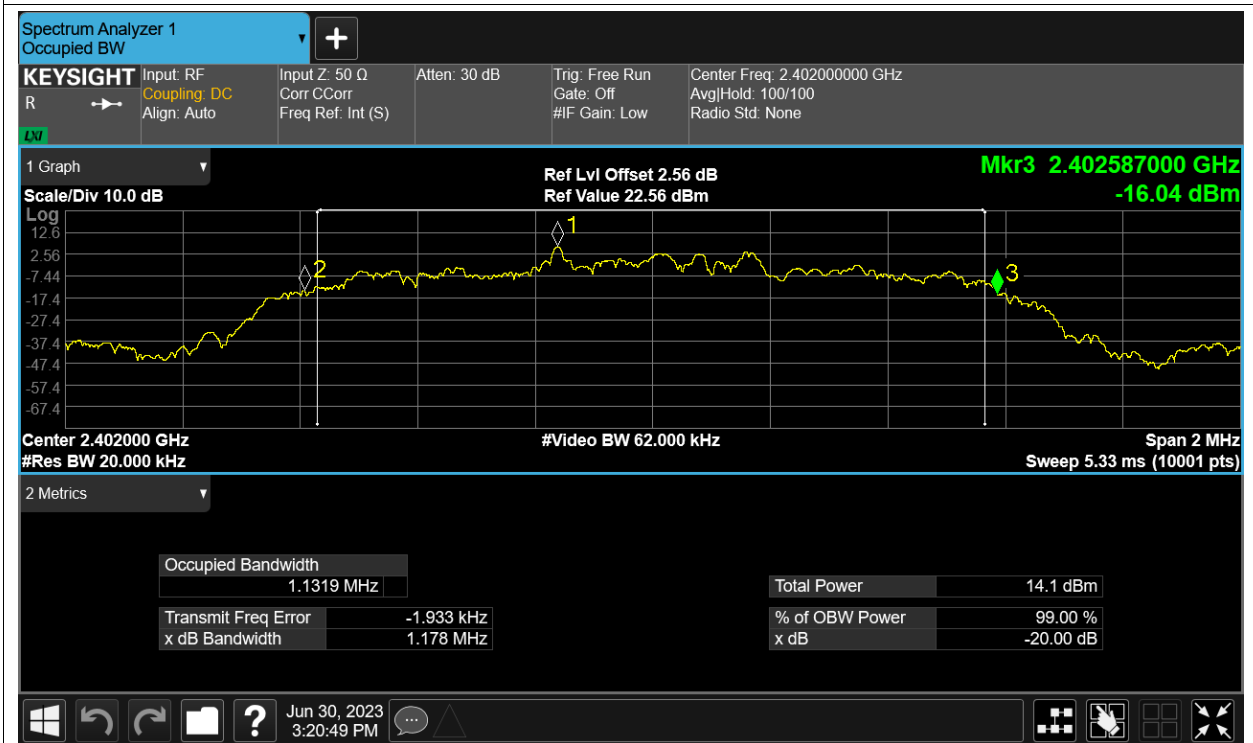 Spectrum Analyzer 1
Occupied BW
KEYSIGHT
R
LXI
Input: RF
Coupling: DC
Align: Auto
Input Z: 50 Ω
Corr CCorr
Freq Ref: Int (S)
Atten: 30 dB
Trig: Free Run
Gate: Off
#IF Gain: Low
Center Freq: 2.402000000 GHz
Avg|Hold: 100/100
Radio Std: None
1 Graph
Scale/Div 10.0 dB
Ref Lvl Offset 2.56 dB
Ref Value 22.56 dBm
Mkr3 2.402587000 GHz
-16.04 dBm
Log
12.6
2.56
-7.44
-17.4
-27.4
-37.4
-47.4
-57.4
-67.4
1
2
3
Center 2.402000 GHz
#Res BW 20.000 kHz
#Video BW 62.000 kHz
Span 2 MHz
Sweep 5.33 ms (10001 pts)
2 Metrics
Occupied Bandwidth
1.1319 MHz
Transmit Freq Error -1.933 kHz
x dB Bandwidth 1.178 MHz
Total Power 14.1 dBm
% of OBW Power 99.00 %
x dB -20.00 dB
?
Jun 30, 2023
3:20:49 PM